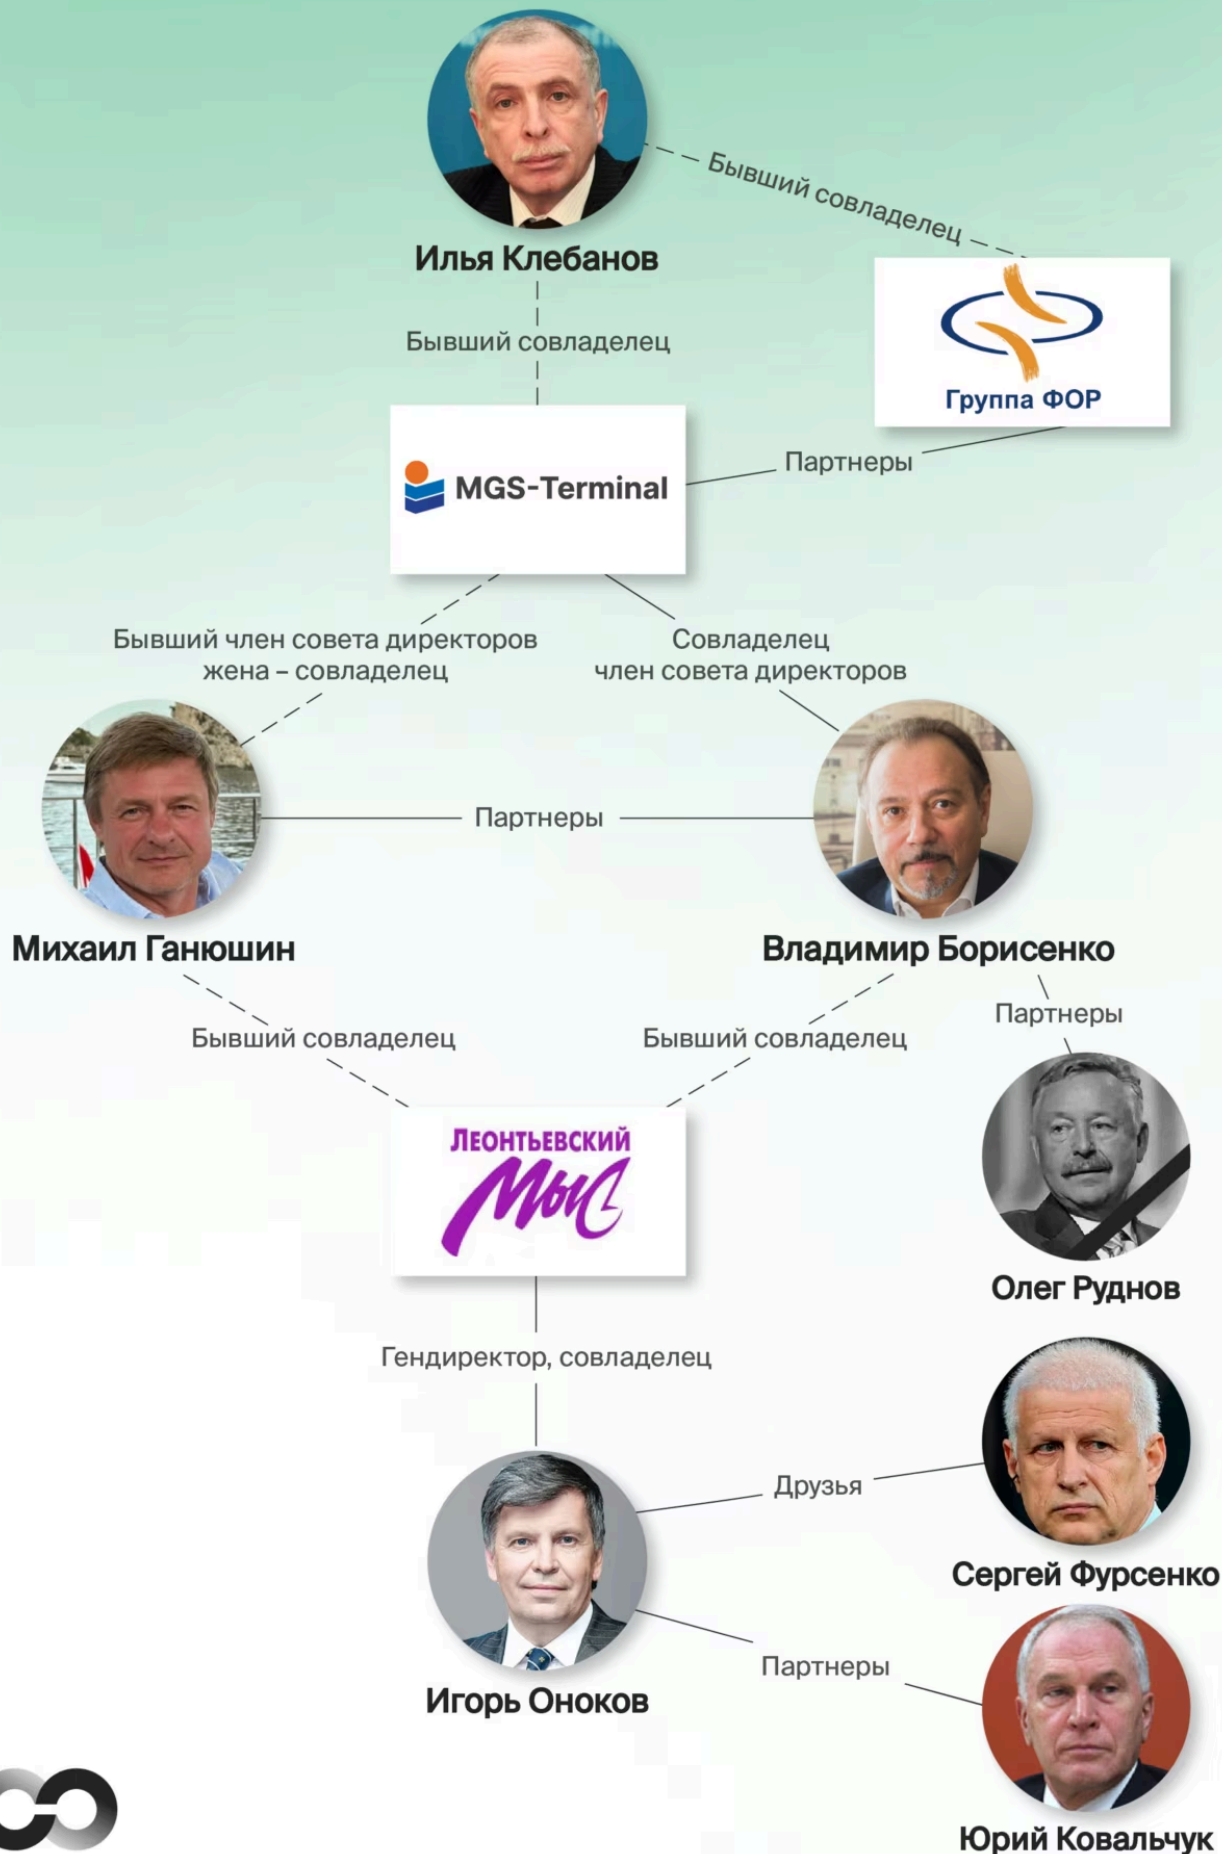 Илья Клебанов
Бывший совладелец
Группа ФОР
Бывший совладелец
MGS-Terminal
Партнеры
Бывший член совета директоров
жена – совладелец
Совладелец
член совета директоров
Партнеры
Михаил Ганюшин
Владимир Борисенко
Бывший совладелец
Бывший совладелец
Партнеры
ЛЕОНТЬЕВСКИЙ
Мыс
Олег Руднов
Гендиректор, совладелец
Друзья
Сергей Фурсенко
Игорь Оноков
Партнеры
Юрий Ковальчук